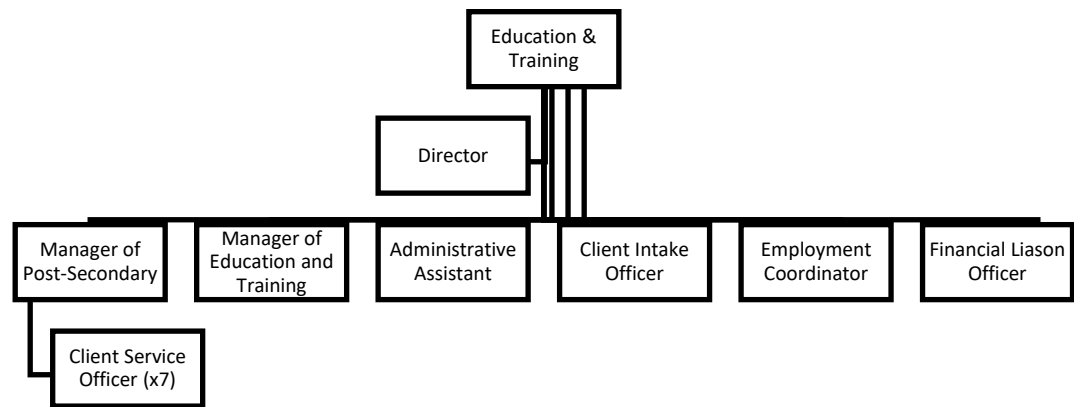 Education &
Training
Director
Manager of
Post-Secondary
Manager of
Education and
Training
Administrative
Assistant
Client Intake
Officer
Employment
Coordinator
Financial Liason
Officer
Client Service
Officer (x7)